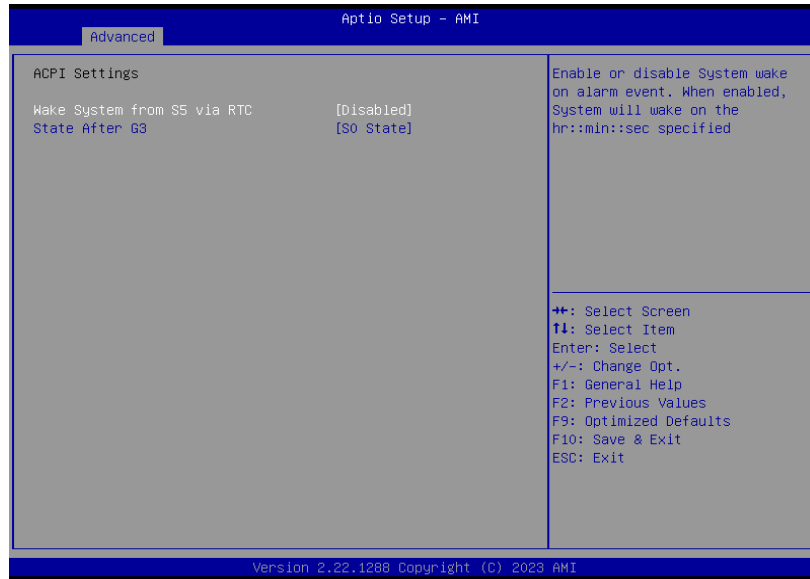 Aptio Setup – AMI
Advanced
ACPI Settings
Wake System from S5 via RTC [Disabled]
State After G3 [S0 State]
Enable or disable System wake
on alarm event. When enabled,
System will wake on the
hr::min::sec specified
→←: Select Screen
↑↓: Select Item
Enter: Select
+/-: Change Opt.
F1: General Help
F2: Previous Values
F9: Optimized Defaults
F10: Save & Exit
ESC: Exit
Version 2.22.1288 Copyright (C) 2023 AMI